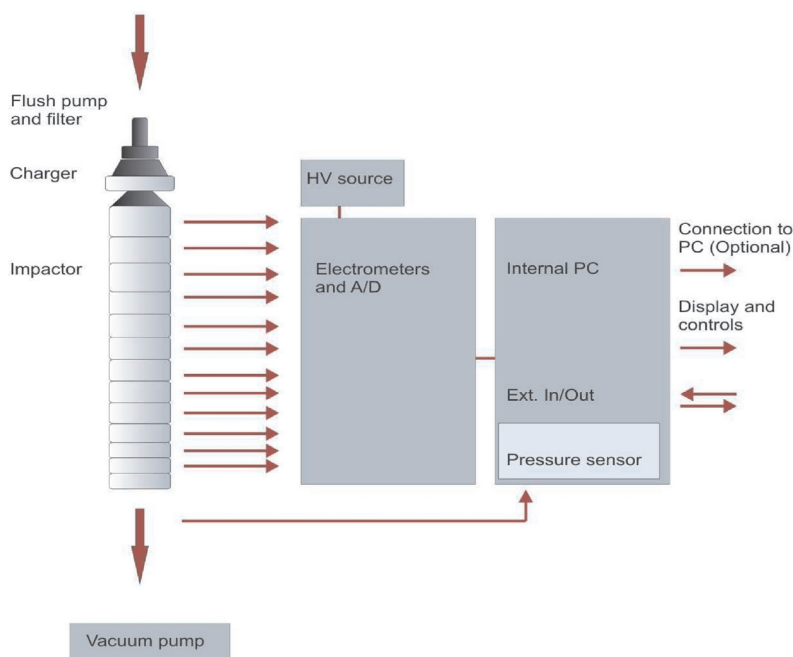 Flush pump
and filter
Charger
Impactor
HV source
Electrometers
and A/D
Internal PC
Ext. In/Out
Pressure sensor
Connection to
PC (Optional)
Display and
controls
Vacuum pump